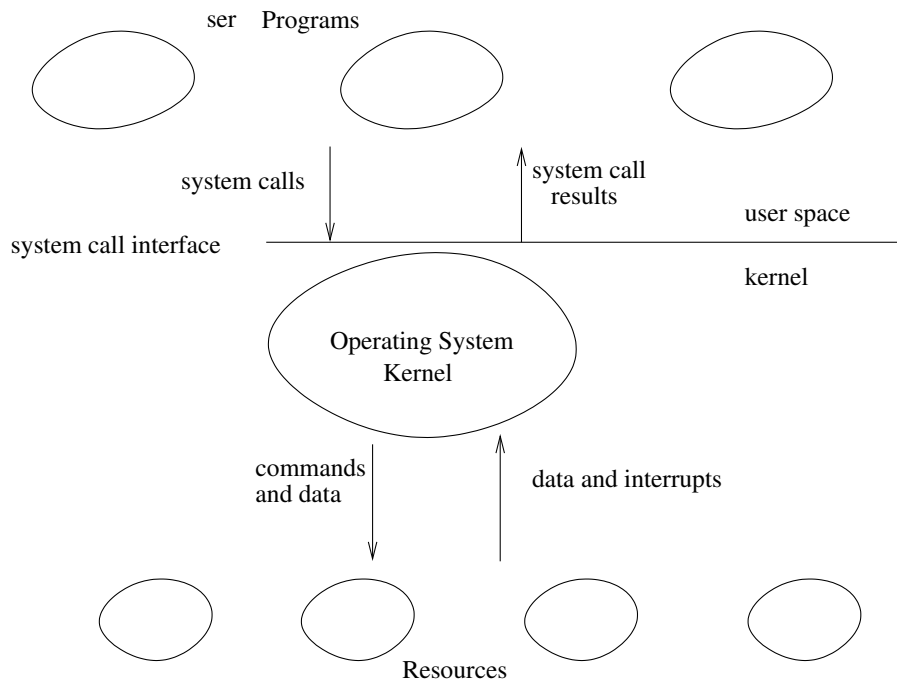 ser Programs
system calls
system call
results
user space
system call interface
kernel
Operating System
Kernel
commands
and data
data and interrupts
Resources